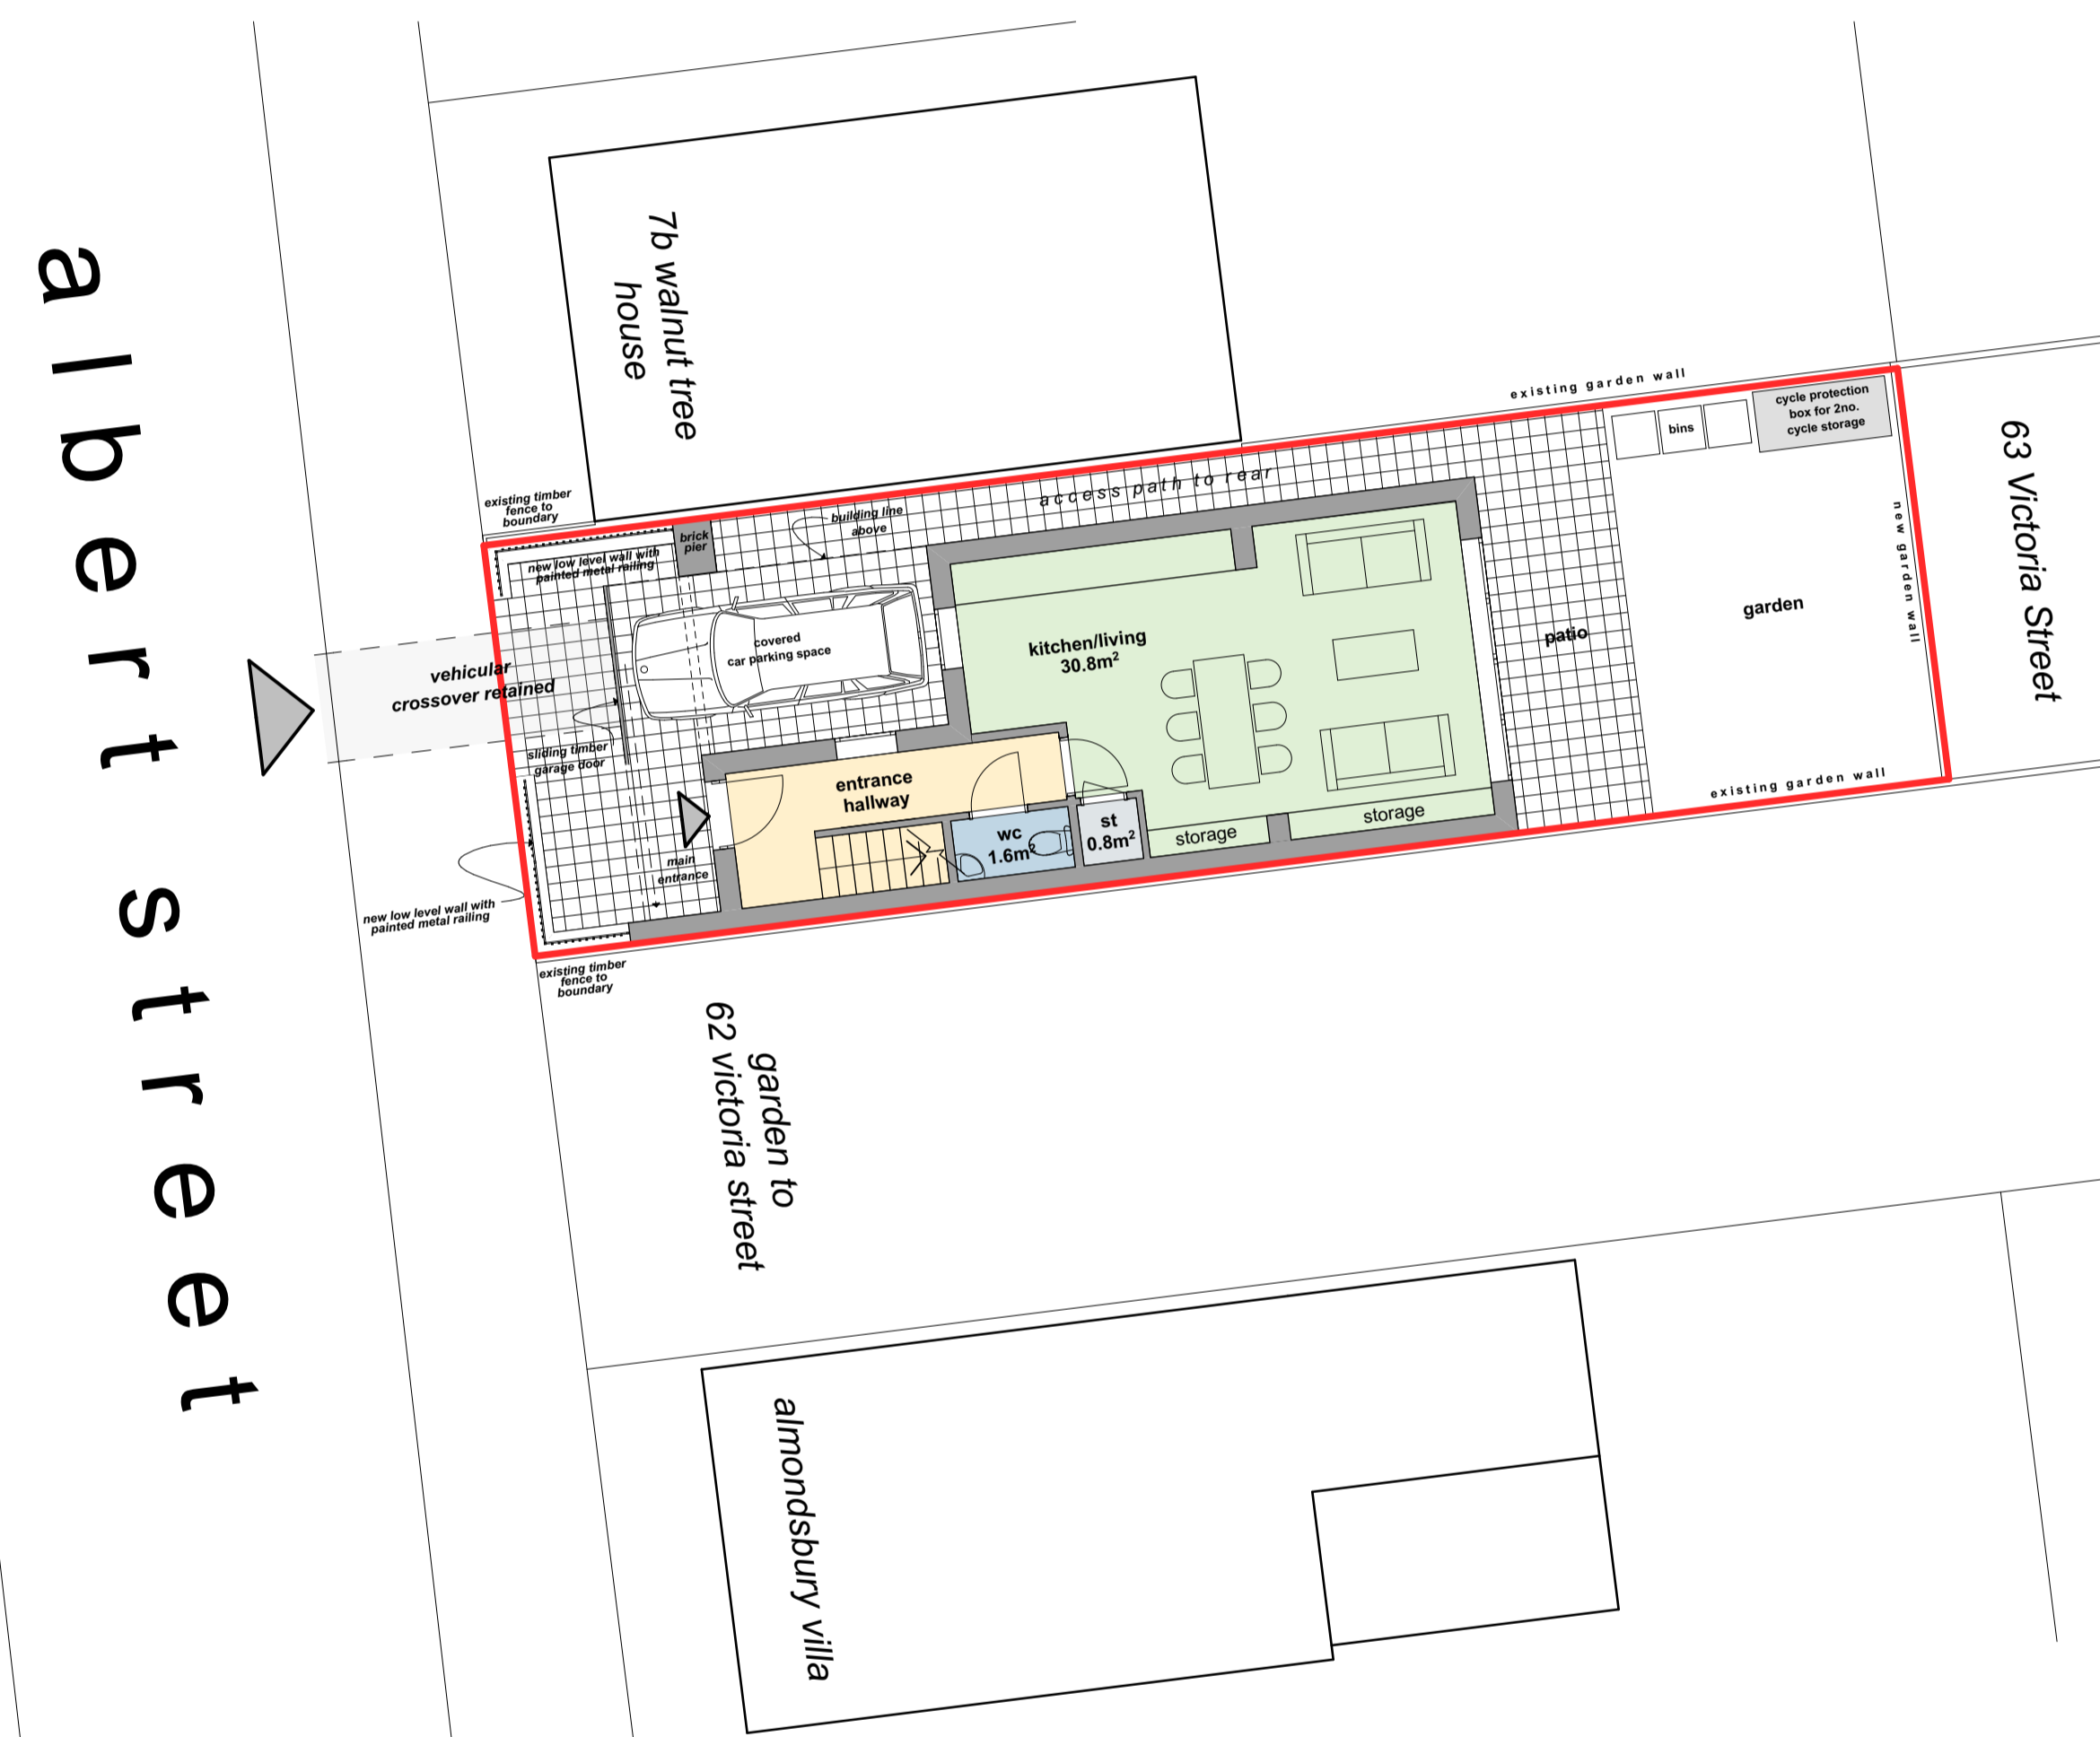 albert street
7b walnut tree
house
existing garden wall
cycle protection
box for 2no.
cycle storage
bins
63 Victoria Street
access path to rear
existing timber
fence to
boundary
building line
above
brick
pier
new low level wall with
painted metal railing
new garden wall
covered
car parking space
kitchen/living
30.8m²
patio
garden
vehicular
crossover retained
sliding timber
garage door
entrance
hallway
existing garden wall
wc
1.6m²
st
0.8m²
storage
storage
main
entrance
new low level wall with
painted metal railing
existing timber
fence to
boundary
garden to
62 victoria street
almondsbury villa